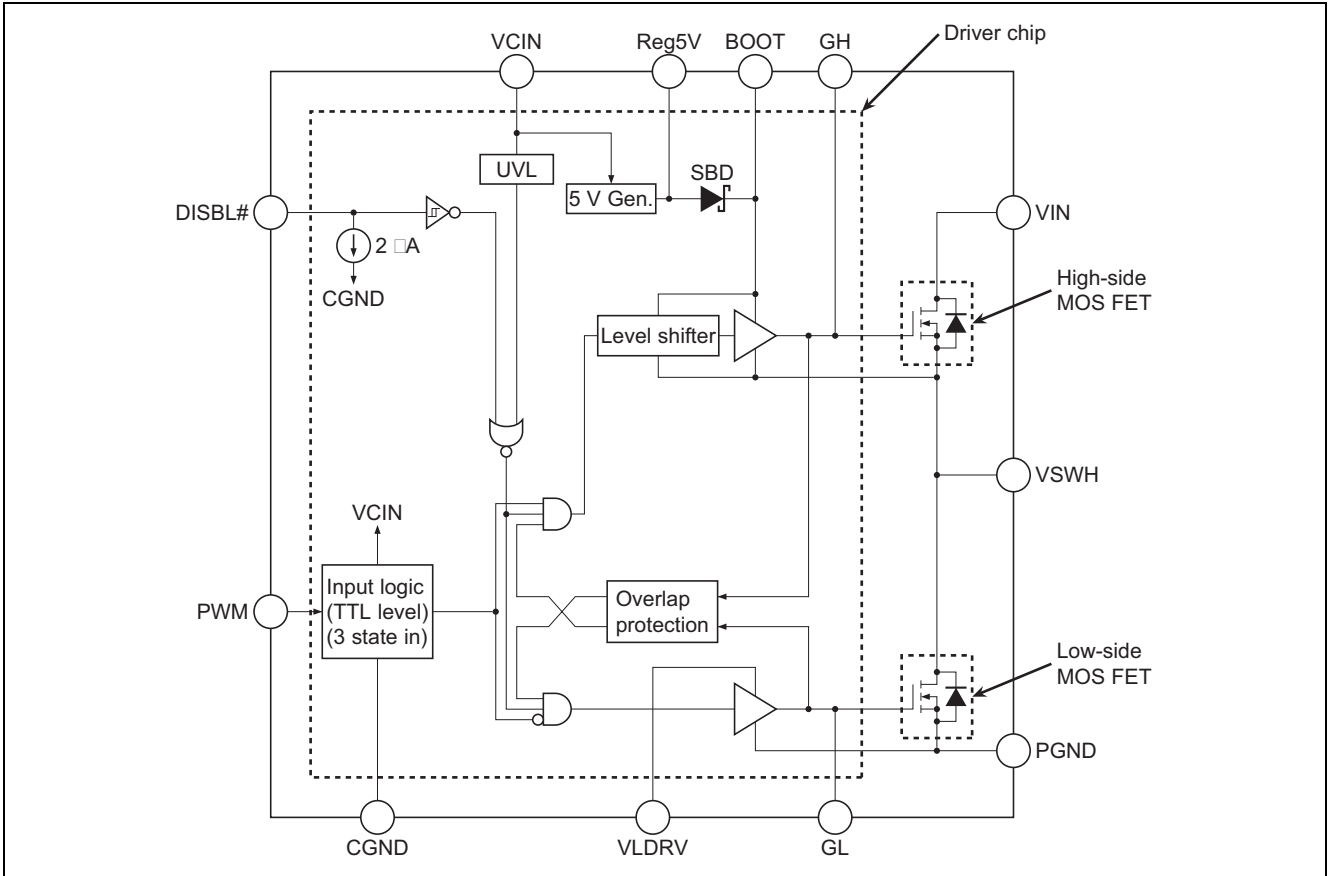 Driver chip
VCIN
Reg5V
BOOT
GH
UVL
SBD
5 V Gen.
DISBL#
2 □A
CGND
VIN
High-side
MOS FET
Level shifter
VSWH
VCIN
Input logic
(TTL level)
(3 state in)
PWM
Overlap
protection
Low-side
MOS FET
PGND
CGND
VLDRV
GL